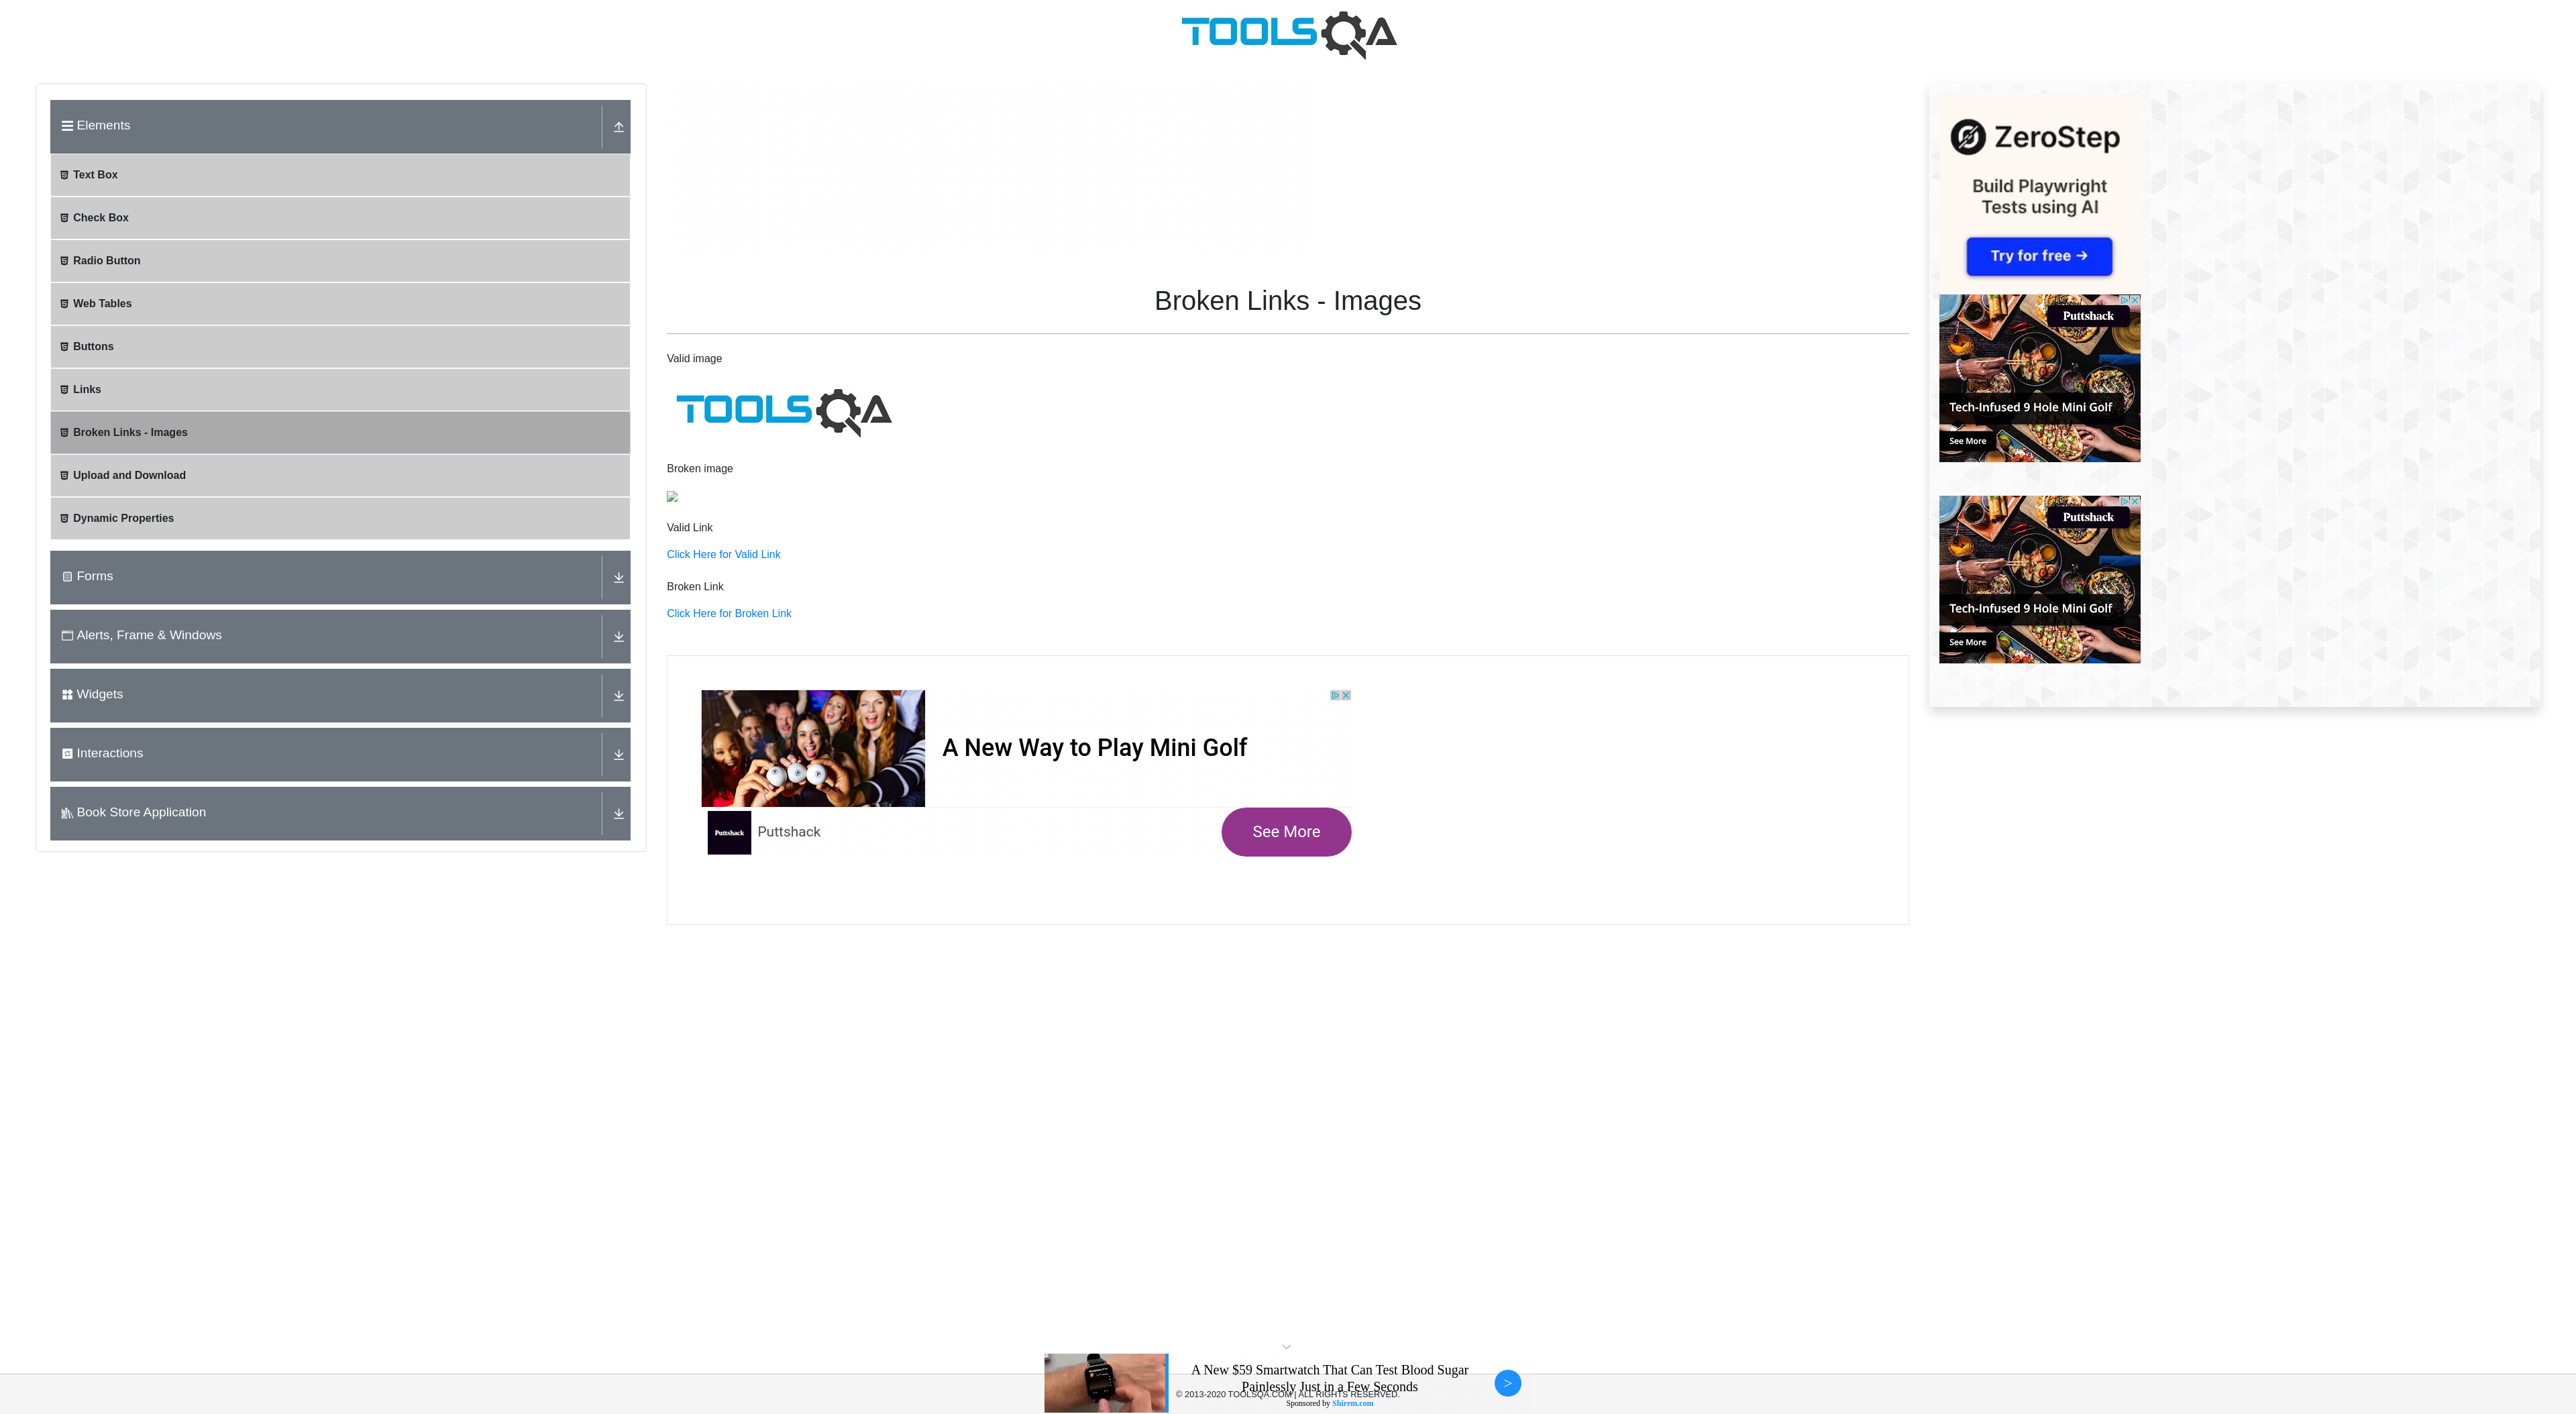 TOOLSQA
Elements
Text Box
Check Box
Radio Button
Web Tables
Buttons
Links
Broken Links - Images
Upload and Download
Dynamic Properties
Forms
Alerts, Frame & Windows
Widgets
Interactions
Book Store Application
Broken Links - Images
Valid image
TOOLSQA
Broken image
Valid Link
Click Here for Valid Link
Broken Link
Click Here for Broken Link
A New Way to Play Mini Golf
Puttshack
Puttshack
See More
ZeroStep
Build Playwright
Tests using AI
Try for free →
Puttshack
Tech-Infused 9 Hole Mini Golf
See More
Puttshack
Tech-Infused 9 Hole Mini Golf
See More
A New $59 Smartwatch That Can Test Blood Sugar
Painlessly Just in a Few Seconds
>
© 2013-2020 TOOLSQA.COM | ALL RIGHTS RESERVED.
Sponsored by Shirem.com